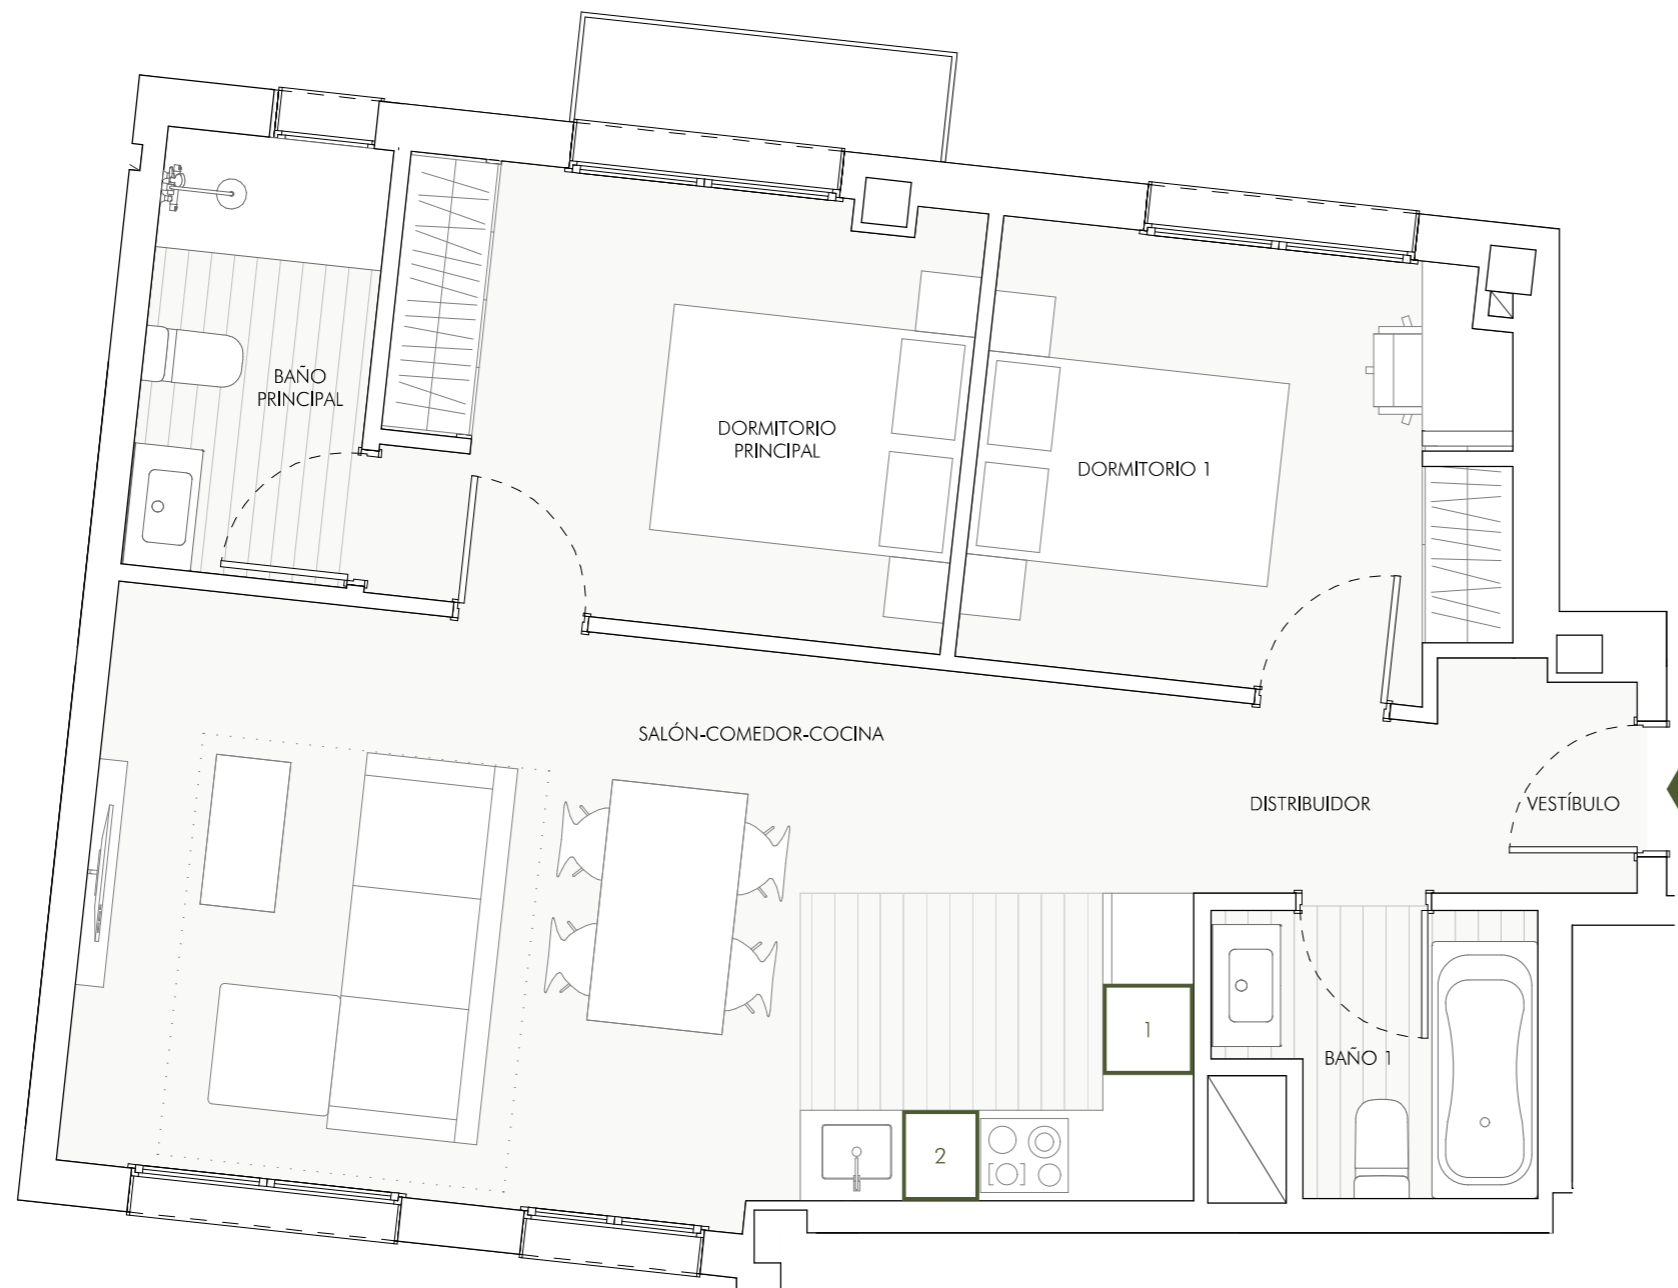 BAÑO
PRINCIPAL
DORMITORIO
PRINCIPAL
DORMITORIO 1
SALÓN-COMEDOR-COCINA
DISTRIBUIDOR
VESTÍBULO
1
BAÑO 1
2